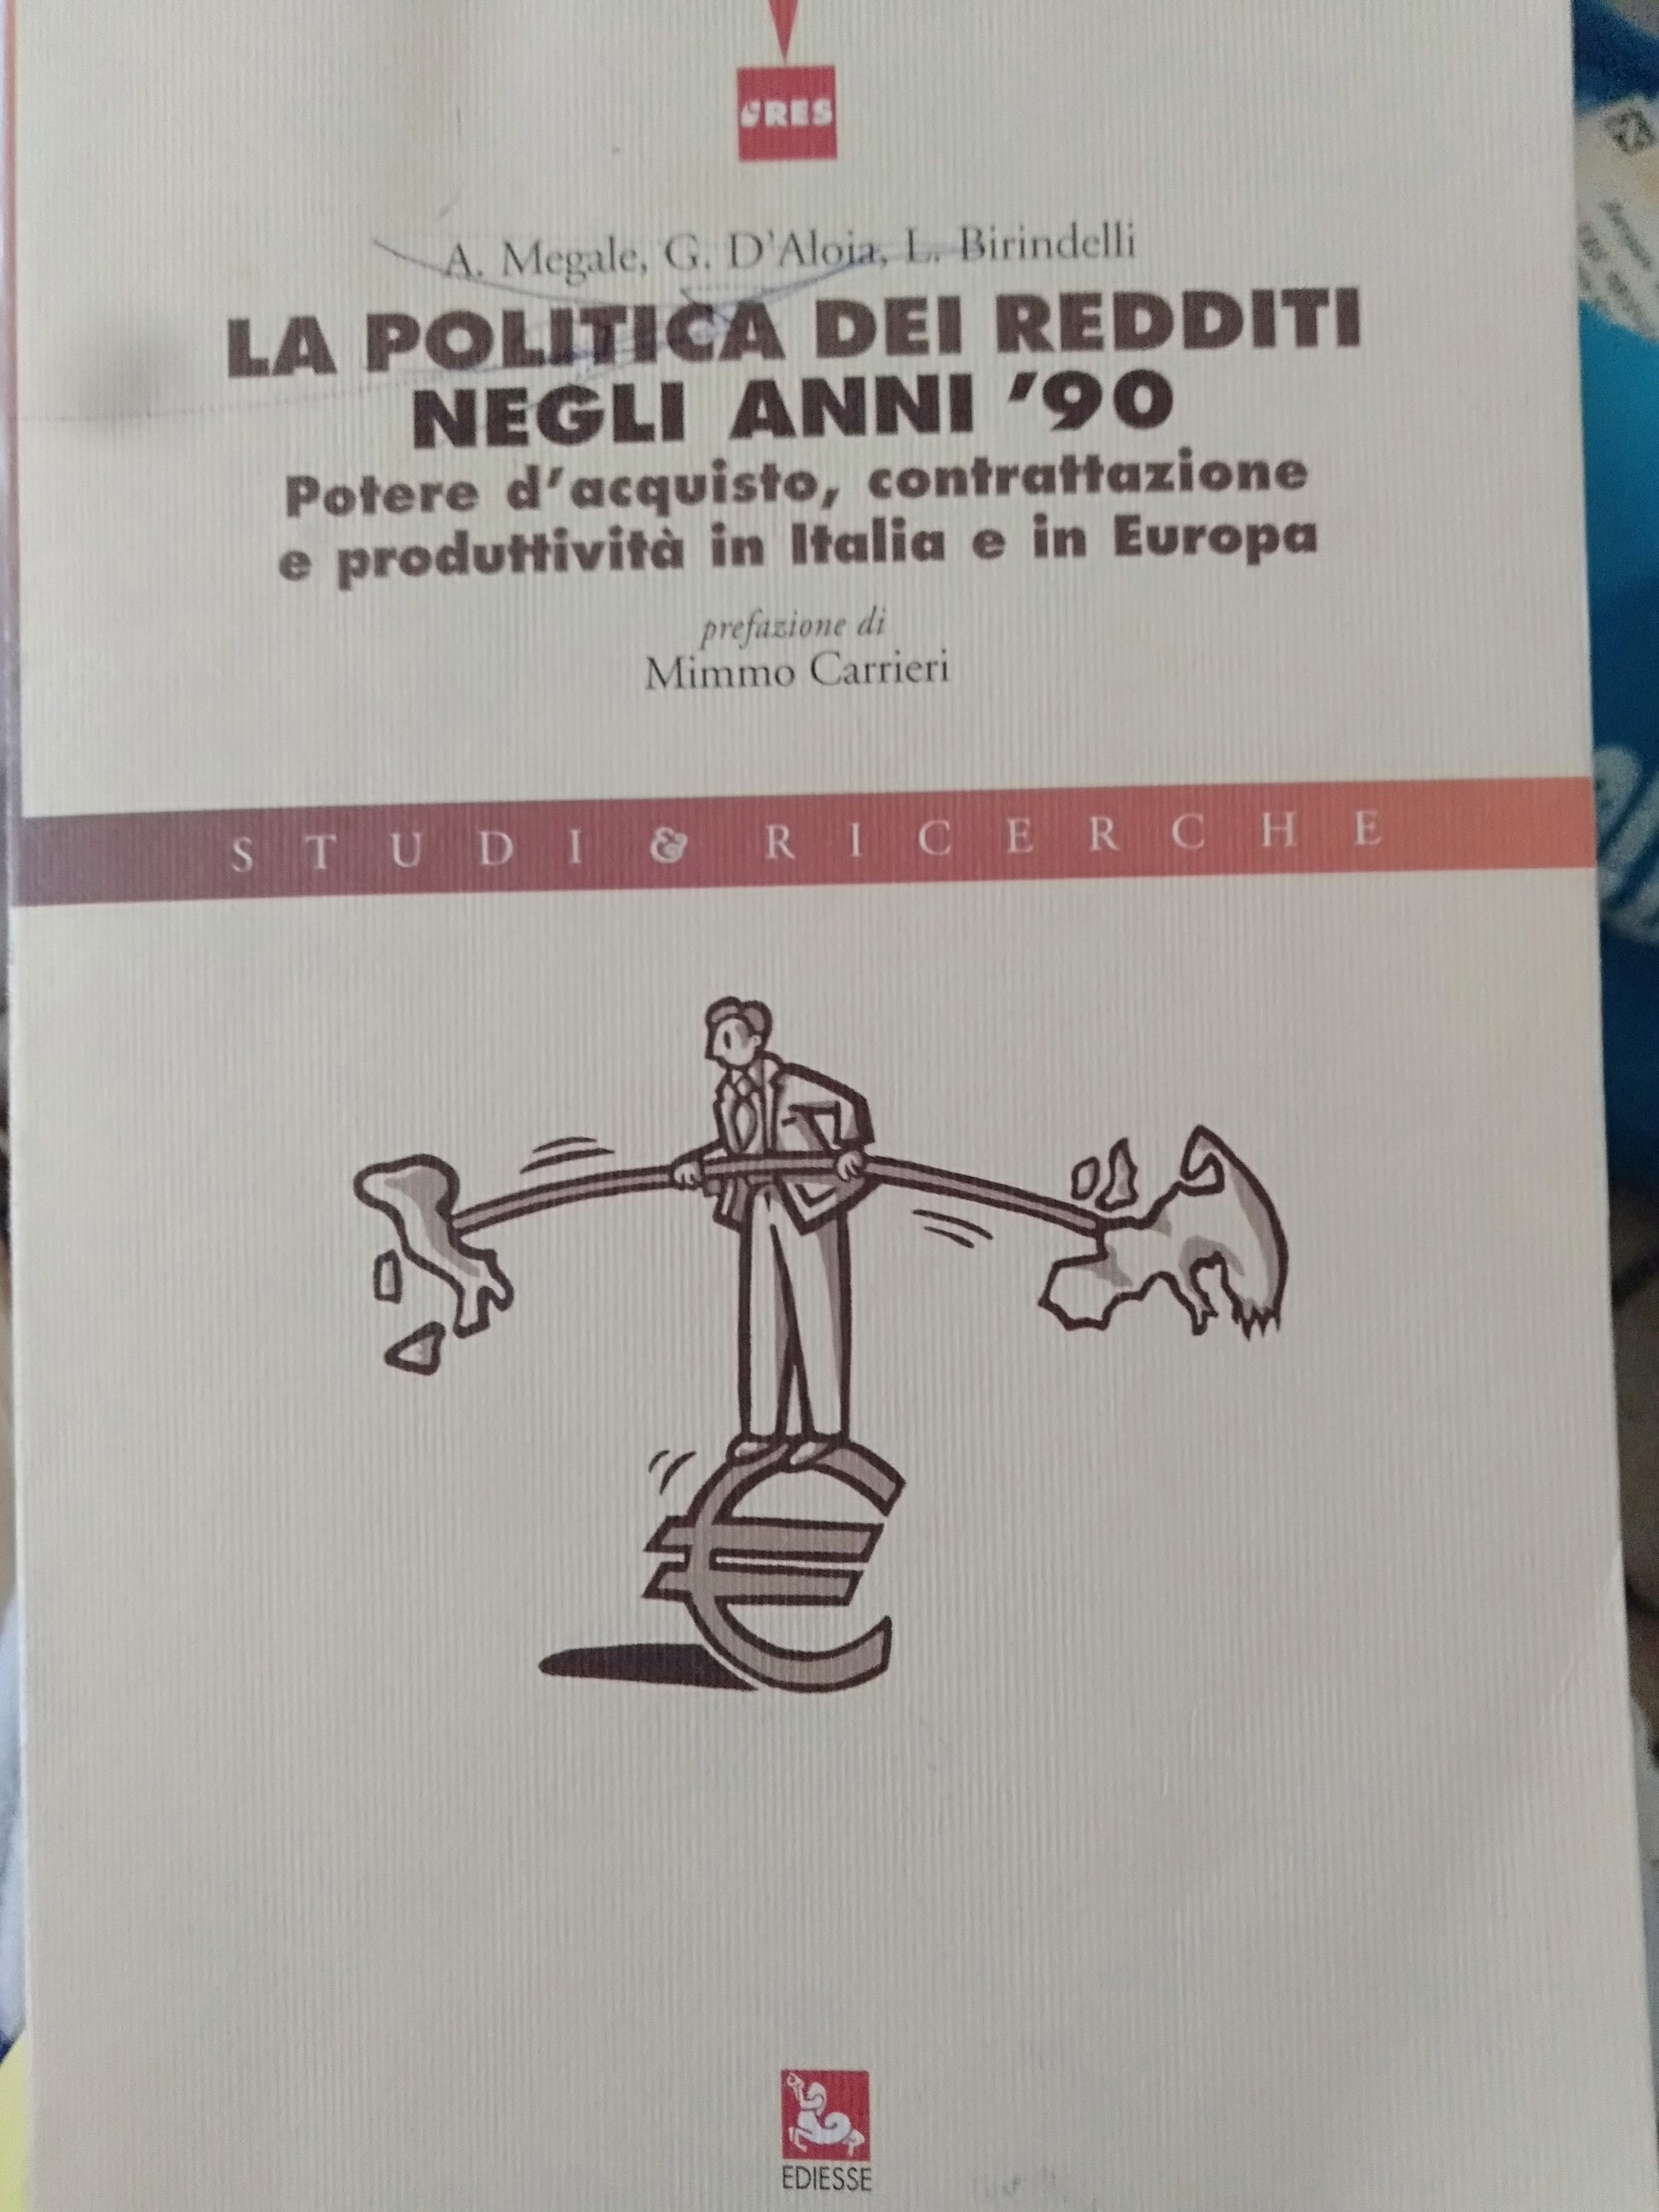 IRES
A. Megale, G. D'Aloia, L. Birindelli
LA POLITICA DEI REDDITI
NEGLI ANNI '90
Potere d'acquisto, contrattazione
e produttività in Italia e in Europa
prefazione di
Mimmo Carrieri
STUDI & RICERCHE
€
EDIESSE